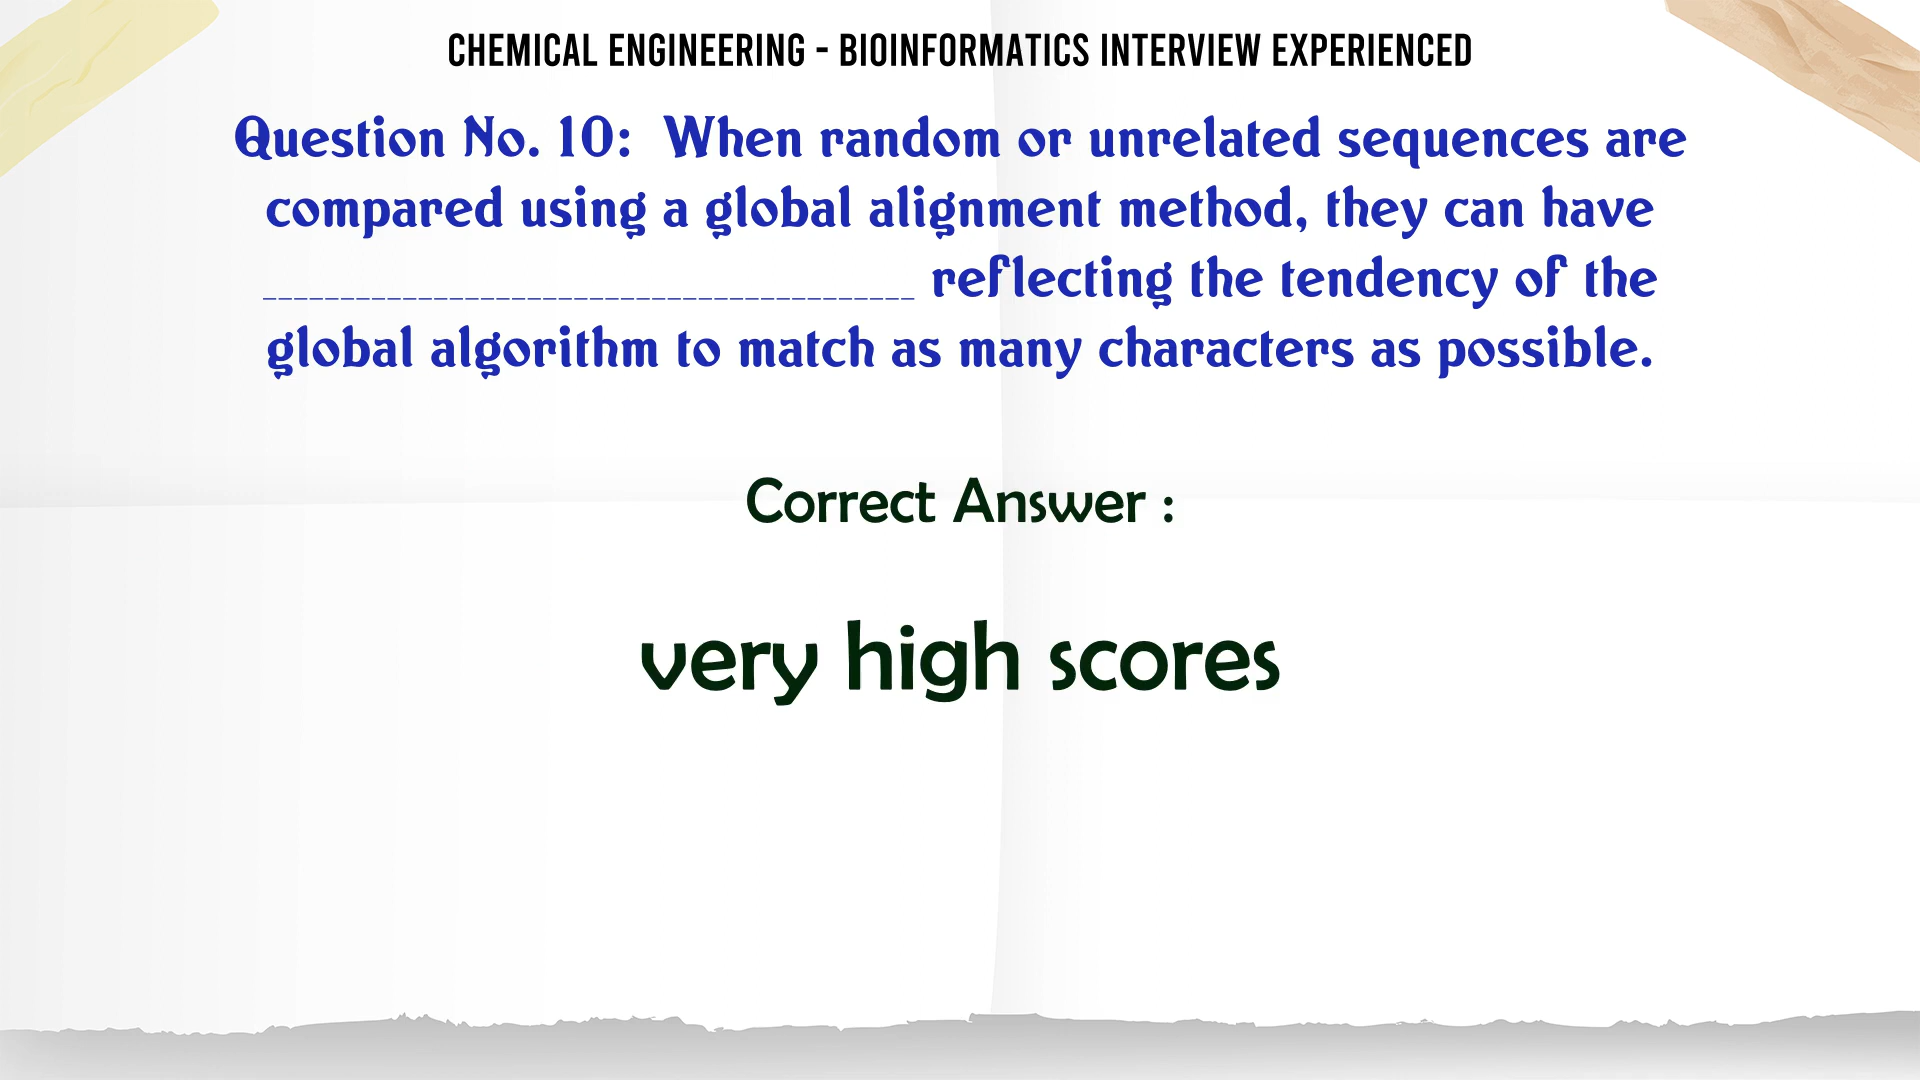 CHEMICAL ENGINEERING - BIOINFORMATICS INTERVIEW EXPERIENCED
Question No. 10:  When random or unrelated sequences are
compared using a global alignment method, they can have
__________________________________________ reflecting the tendency of the
global algorithm to match as many characters as possible.
Correct Answer :
very high scores